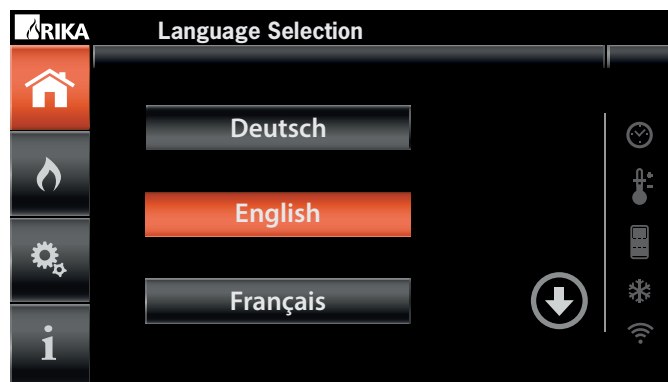 RIKA
Language Selection
Deutsch
English
Français
i